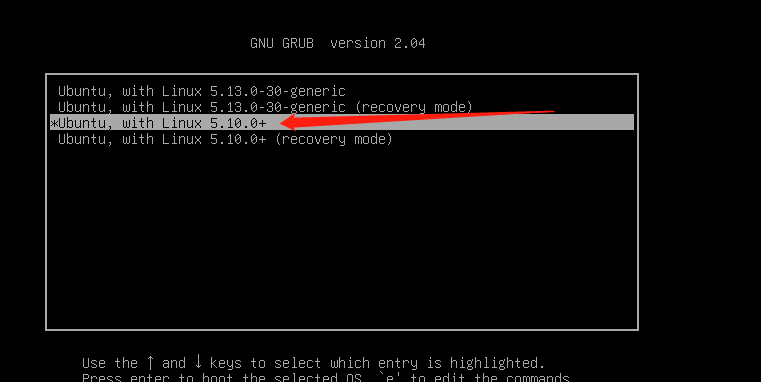 GNU GRUB  version 2.04
Ubuntu, with Linux 5.13.0-30-generic
Ubuntu, with Linux 5.13.0-30-generic (recovery mode)
*Ubuntu, with Linux 5.10.0+
Ubuntu, with Linux 5.10.0+ (recovery mode)
Use the ↑ and ↓ keys to select which entry is highlighted.
Press enter to boot the selected OS, `e' to edit the commands